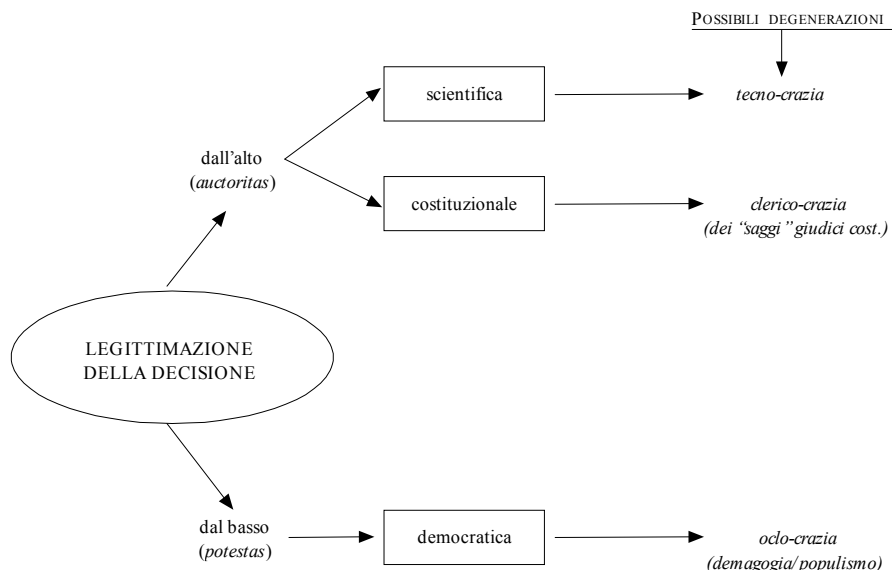 POSSIBILI DEGENERAZIONI
scientifica
tecno-crazia
dall'alto
(auctoritas)
costituzionale
clerico-crazia
(dei “saggi” giudici cost.)
LEGITTIMAZIONE
DELLA DECISIONE
dal basso
(potestas)
democratica
oclo-crazia
(demagogia/populismo)